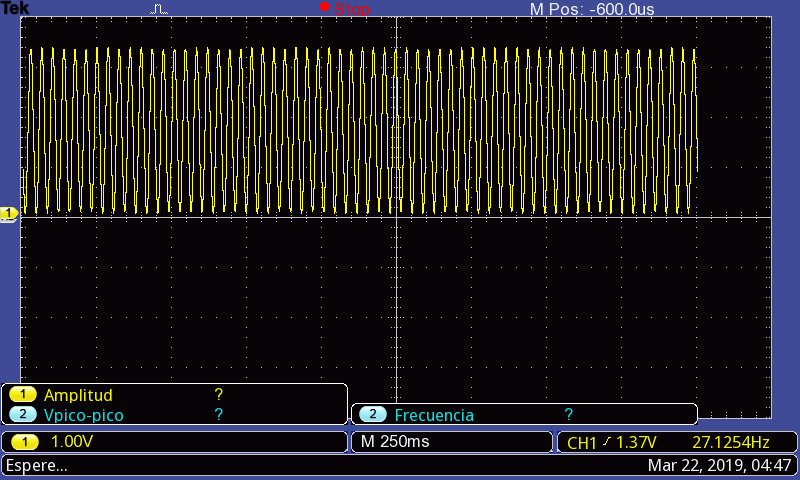 Tek Stop M Pos: -600.0us
1
1 Amplitud ?
2 Vpico-pico ? 2 Frecuencia ?
1 1.00V M 250ms CH1 1.37V 27.1254Hz
Espere... Mar 22, 2019, 04:47